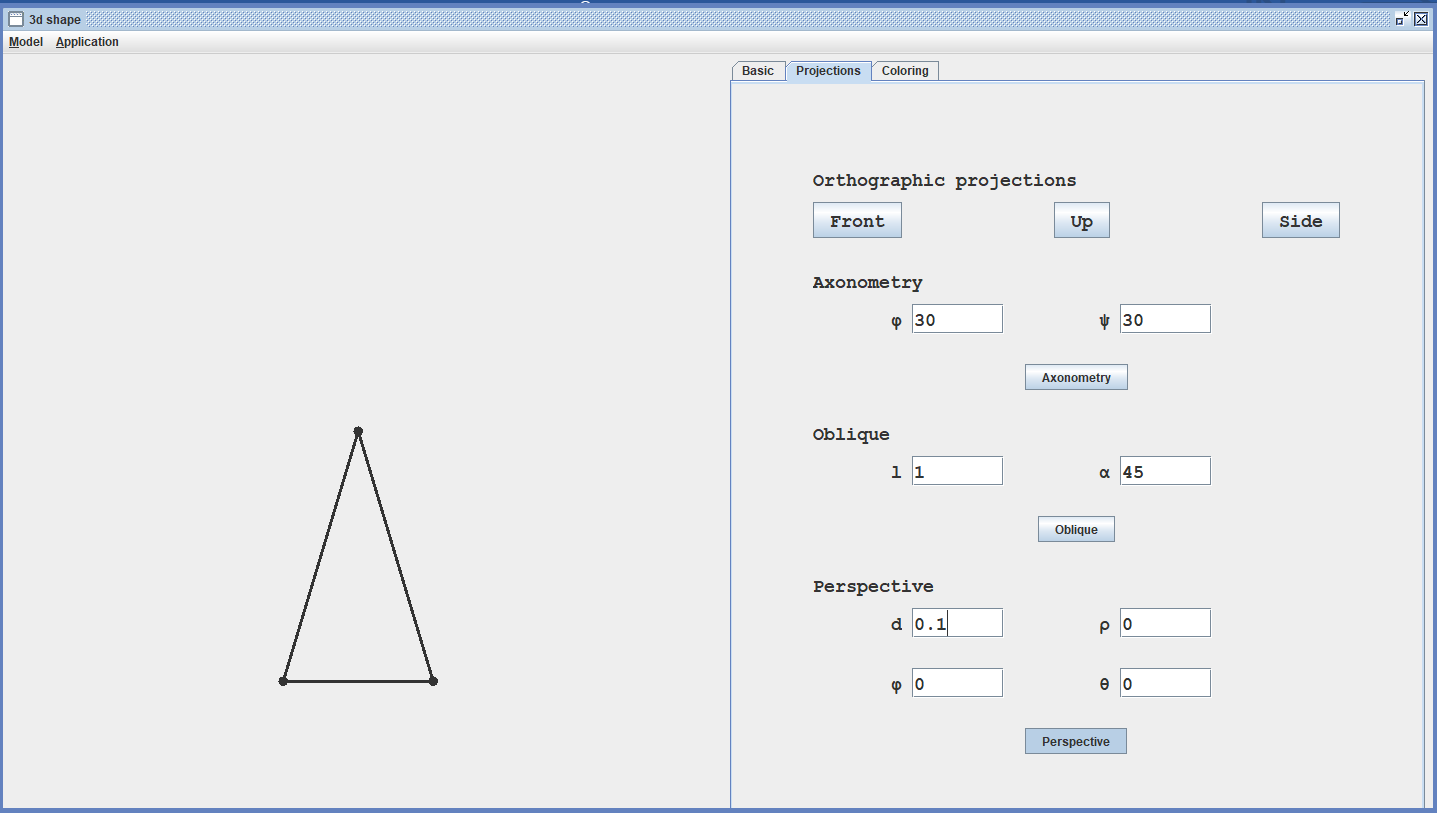 3d shape
Model Application
Basic Projections Coloring
Orthographic projections
Front Up Side
Axonometry
φ 30 ψ 30
Axonometry
Oblique
l 1 α 45
Oblique
Perspective
d 0.1 ρ 0
φ 0 θ 0
Perspective